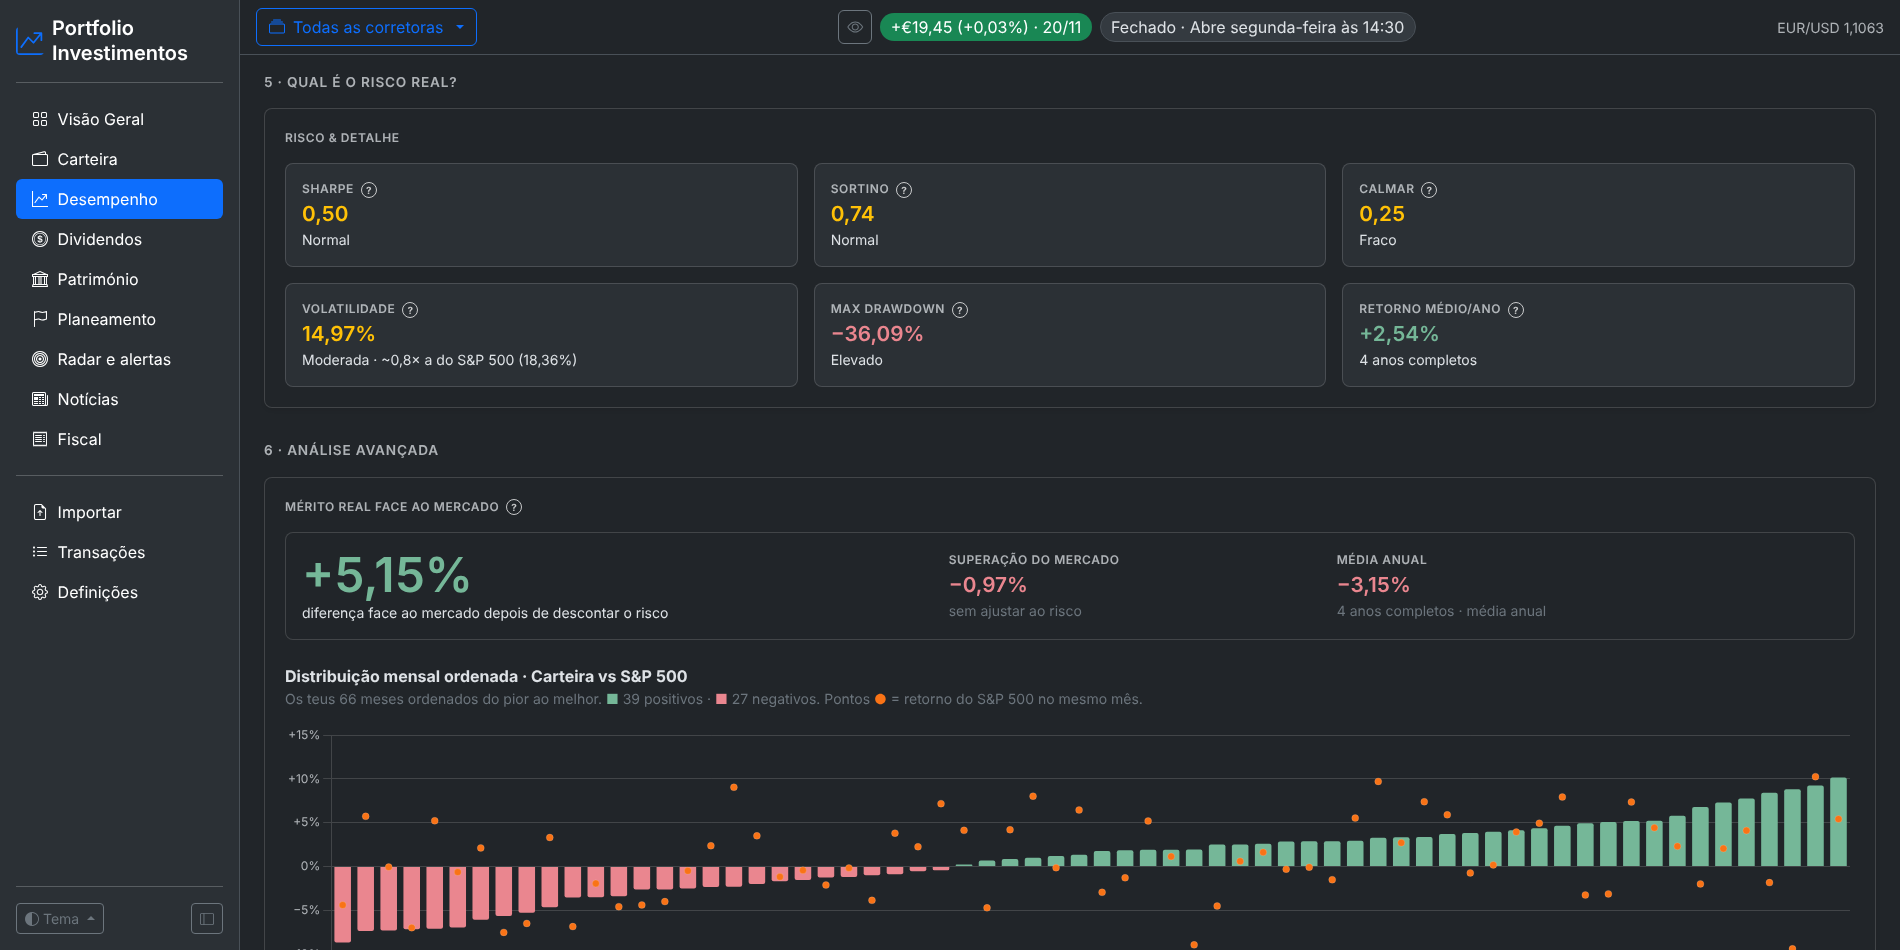 Portfolio
Investimentos
Todas as corretoras
+€19,45 (+0,03%) · 20/11
Fechado · Abre segunda-feira às 14:30
EUR/USD 1,1063
Visão Geral
Carteira
Desempenho
Dividendos
Património
Planeamento
Radar e alertas
Notícias
Fiscal
Importar
Transações
Definições
Tema
5 · QUAL É O RISCO REAL?
RISCO & DETALHE
SHARPE ?
0,50
Normal
SORTINO ?
0,74
Normal
CALMAR ?
0,25
Fraco
VOLATILIDADE ?
14,97%
Moderada · ~0,8× a do S&P 500 (18,36%)
MAX DRAWDOWN ?
−36,09%
Elevado
RETORNO MÉDIO/ANO ?
+2,54%
4 anos completos
6 · ANÁLISE AVANÇADA
MÉRITO REAL FACE AO MERCADO ?
+5,15%
diferença face ao mercado depois de descontar o risco
SUPERAÇÃO DO MERCADO
−0,97%
sem ajustar ao risco
MÉDIA ANUAL
−3,15%
4 anos completos · média anual
Distribuição mensal ordenada · Carteira vs S&P 500
Os teus 66 meses ordenados do pior ao melhor. 39 positivos · 27 negativos. Pontos = retorno do S&P 500 no mesmo mês.
+15%
+10%
+5%
0%
−5%